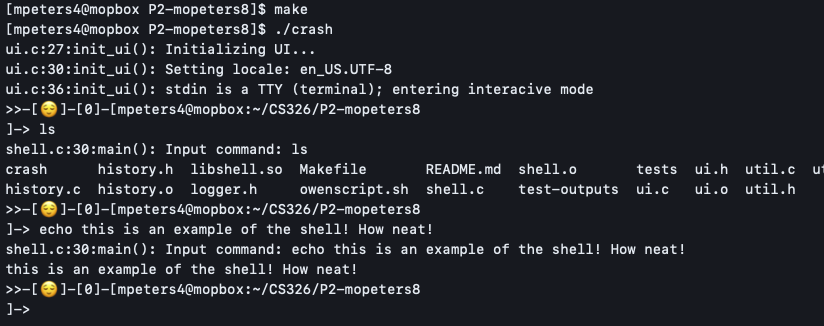 [mpeters4@mopbox P2-mopeters8]$ make
[mpeters4@mopbox P2-mopeters8]$ ./crash
ui.c:27:init_ui(): Initializing UI...
ui.c:30:init_ui(): Setting locale: en_US.UTF-8
ui.c:36:init_ui(): stdin is a TTY (terminal); entering interacive mode
>>-[😌]-[0]-[mpeters4@mopbox:~/CS326/P2-mopeters8
]-> ls
shell.c:30:main(): Input command: ls
crash history.h libshell.so Makefile README.md shell.o tests ui.h util.c ut
history.c history.o logger.h owenscript.sh shell.c test-outputs ui.c ui.o util.h
>>-[😌]-[0]-[mpeters4@mopbox:~/CS326/P2-mopeters8
]-> echo this is an example of the shell! How neat!
shell.c:30:main(): Input command: echo this is an example of the shell! How neat!
this is an example of the shell! How neat!
>>-[😌]-[0]-[mpeters4@mopbox:~/CS326/P2-mopeters8
]->